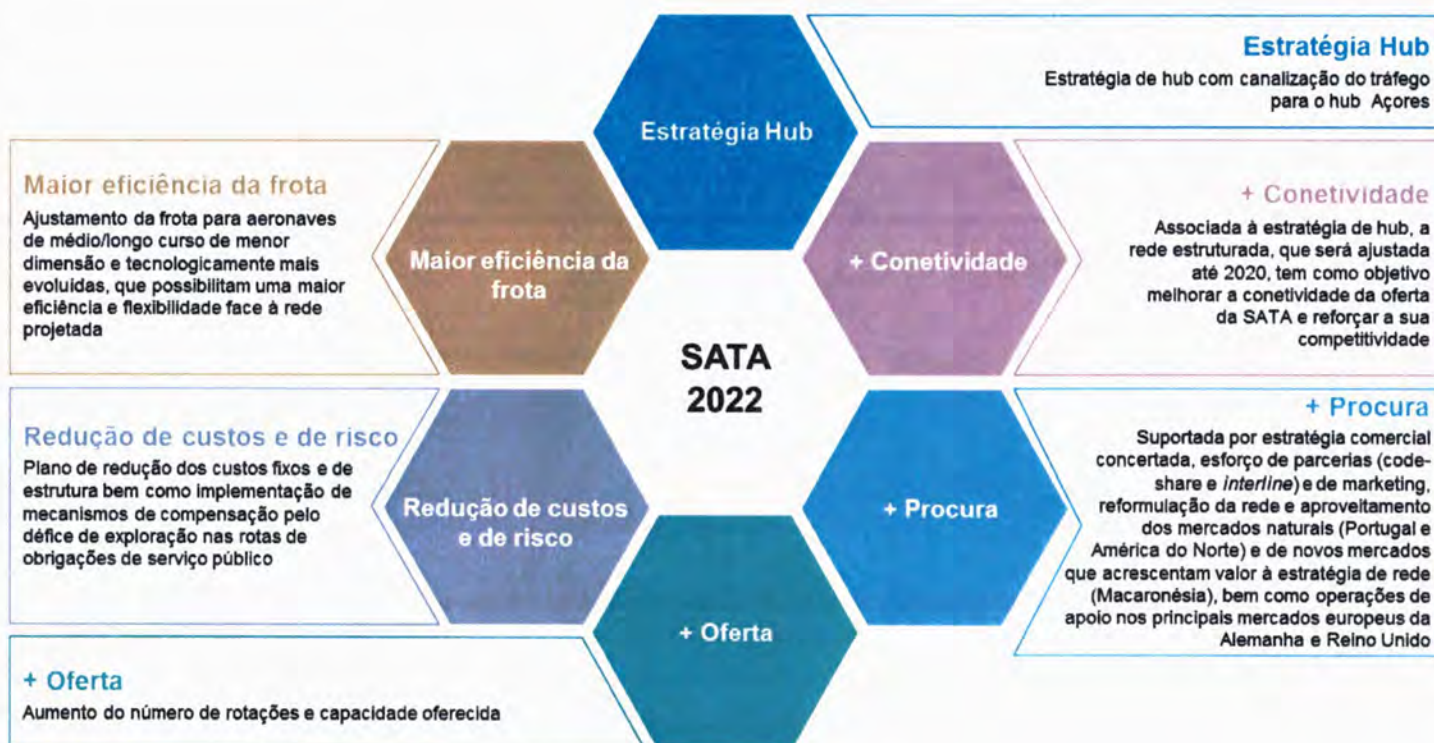 Estratégia Hub
Estratégia de hub com canalização do tráfego
para o hub Açores
Estratégia Hub
Maior eficiência da frota
Ajustamento da frota para aeronaves
de médio/longo curso de menor
dimensão e tecnologicamente mais
evoluidas, que possibilitam uma maior
eficiência e flexibilidade face à rede
projetada
Maior eficiência da
frota
+ Conetividade
+ Conetividade
Associada à estratégia de hub, a
rede estruturada, que será ajustada
até 2020, tem como objetivo
melhorar a conetividade da oferta
da SATA e reforçar a sua
competitividade
SATA
2022
Redução de custos e de risco
Plano de redução dos custos fixos e de
estrutura bem como implementação de
mecanismos de compensação pelo
défice de exploração nas rotas de
obrigações de serviço público
Redução de custos
e de risco
+ Procura
+ Procura
Suportada por estratégia comercial
concertada, esforço de parcerias (code-
share e interline) e de marketing,
reformulação da rede e aproveitamento
dos mercados naturais (Portugal e
América do Norte) e de novos mercados
que acrescentam valor à estratégia de rede
(Macaronésia), bem como operações de
apoio nos principais mercados europeus da
Alemanha e Reino Unido
+ Oferta
+ Oferta
Aumento do número de rotações e capacidade oferecida